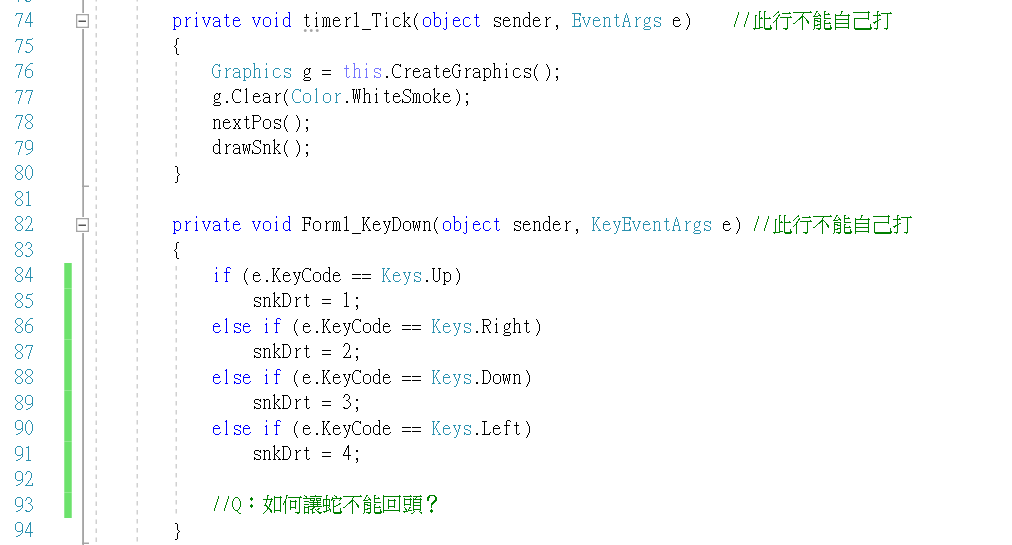 74 private void timer1_Tick(object sender, EventArgs e) //此行不能自己打
75 {
76 Graphics g = this.CreateGraphics();
77 g.Clear(Color.WhiteSmoke);
78 nextPos();
79 drawSnk();
80 }
81
82 private void Form1_KeyDown(object sender, KeyEventArgs e) //此行不能自己打
83 {
84 if (e.KeyCode == Keys.Up)
85 snkDrt = 1;
86 else if (e.KeyCode == Keys.Right)
87 snkDrt = 2;
88 else if (e.KeyCode == Keys.Down)
89 snkDrt = 3;
90 else if (e.KeyCode == Keys.Left)
91 snkDrt = 4;
92
93 //Q：如何讓蛇不能回頭？
94 }